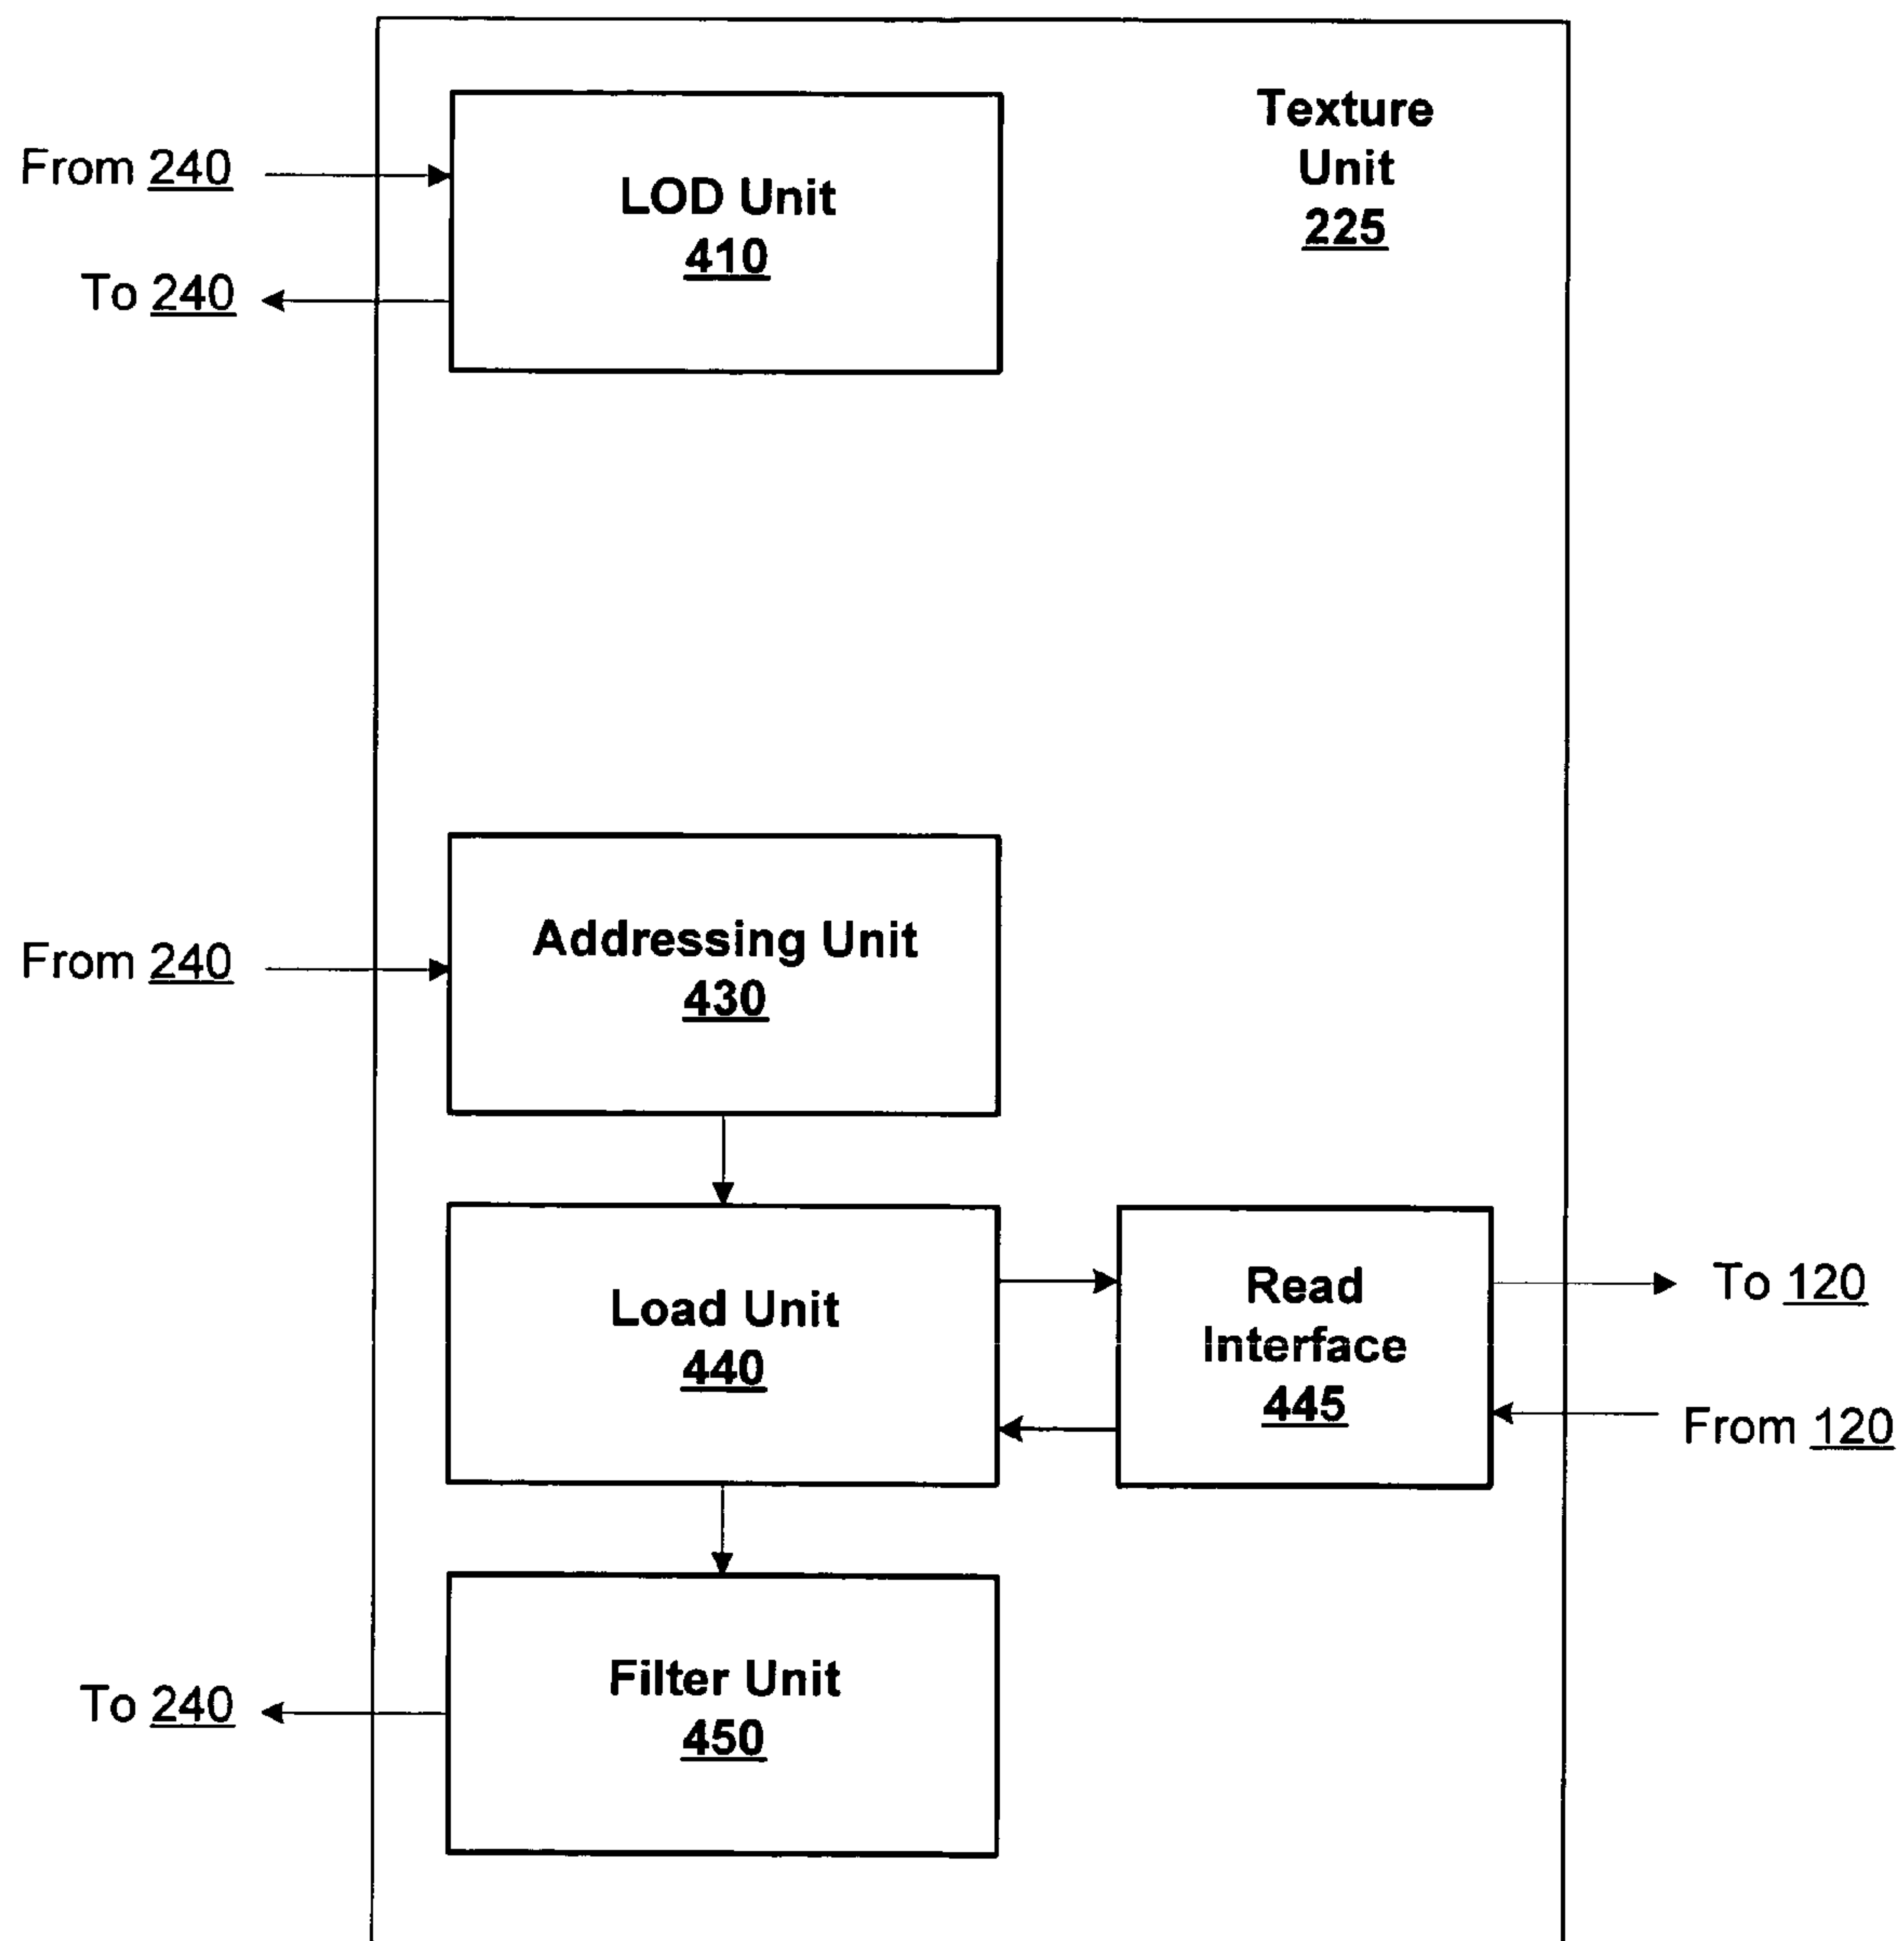 Texture
Unit
225
From 240
LOD Unit
410
To 240
From 240
Addressing Unit
430
Load Unit
440
Read
Interface
445
To 120
From 120
Filter Unit
450
To 240